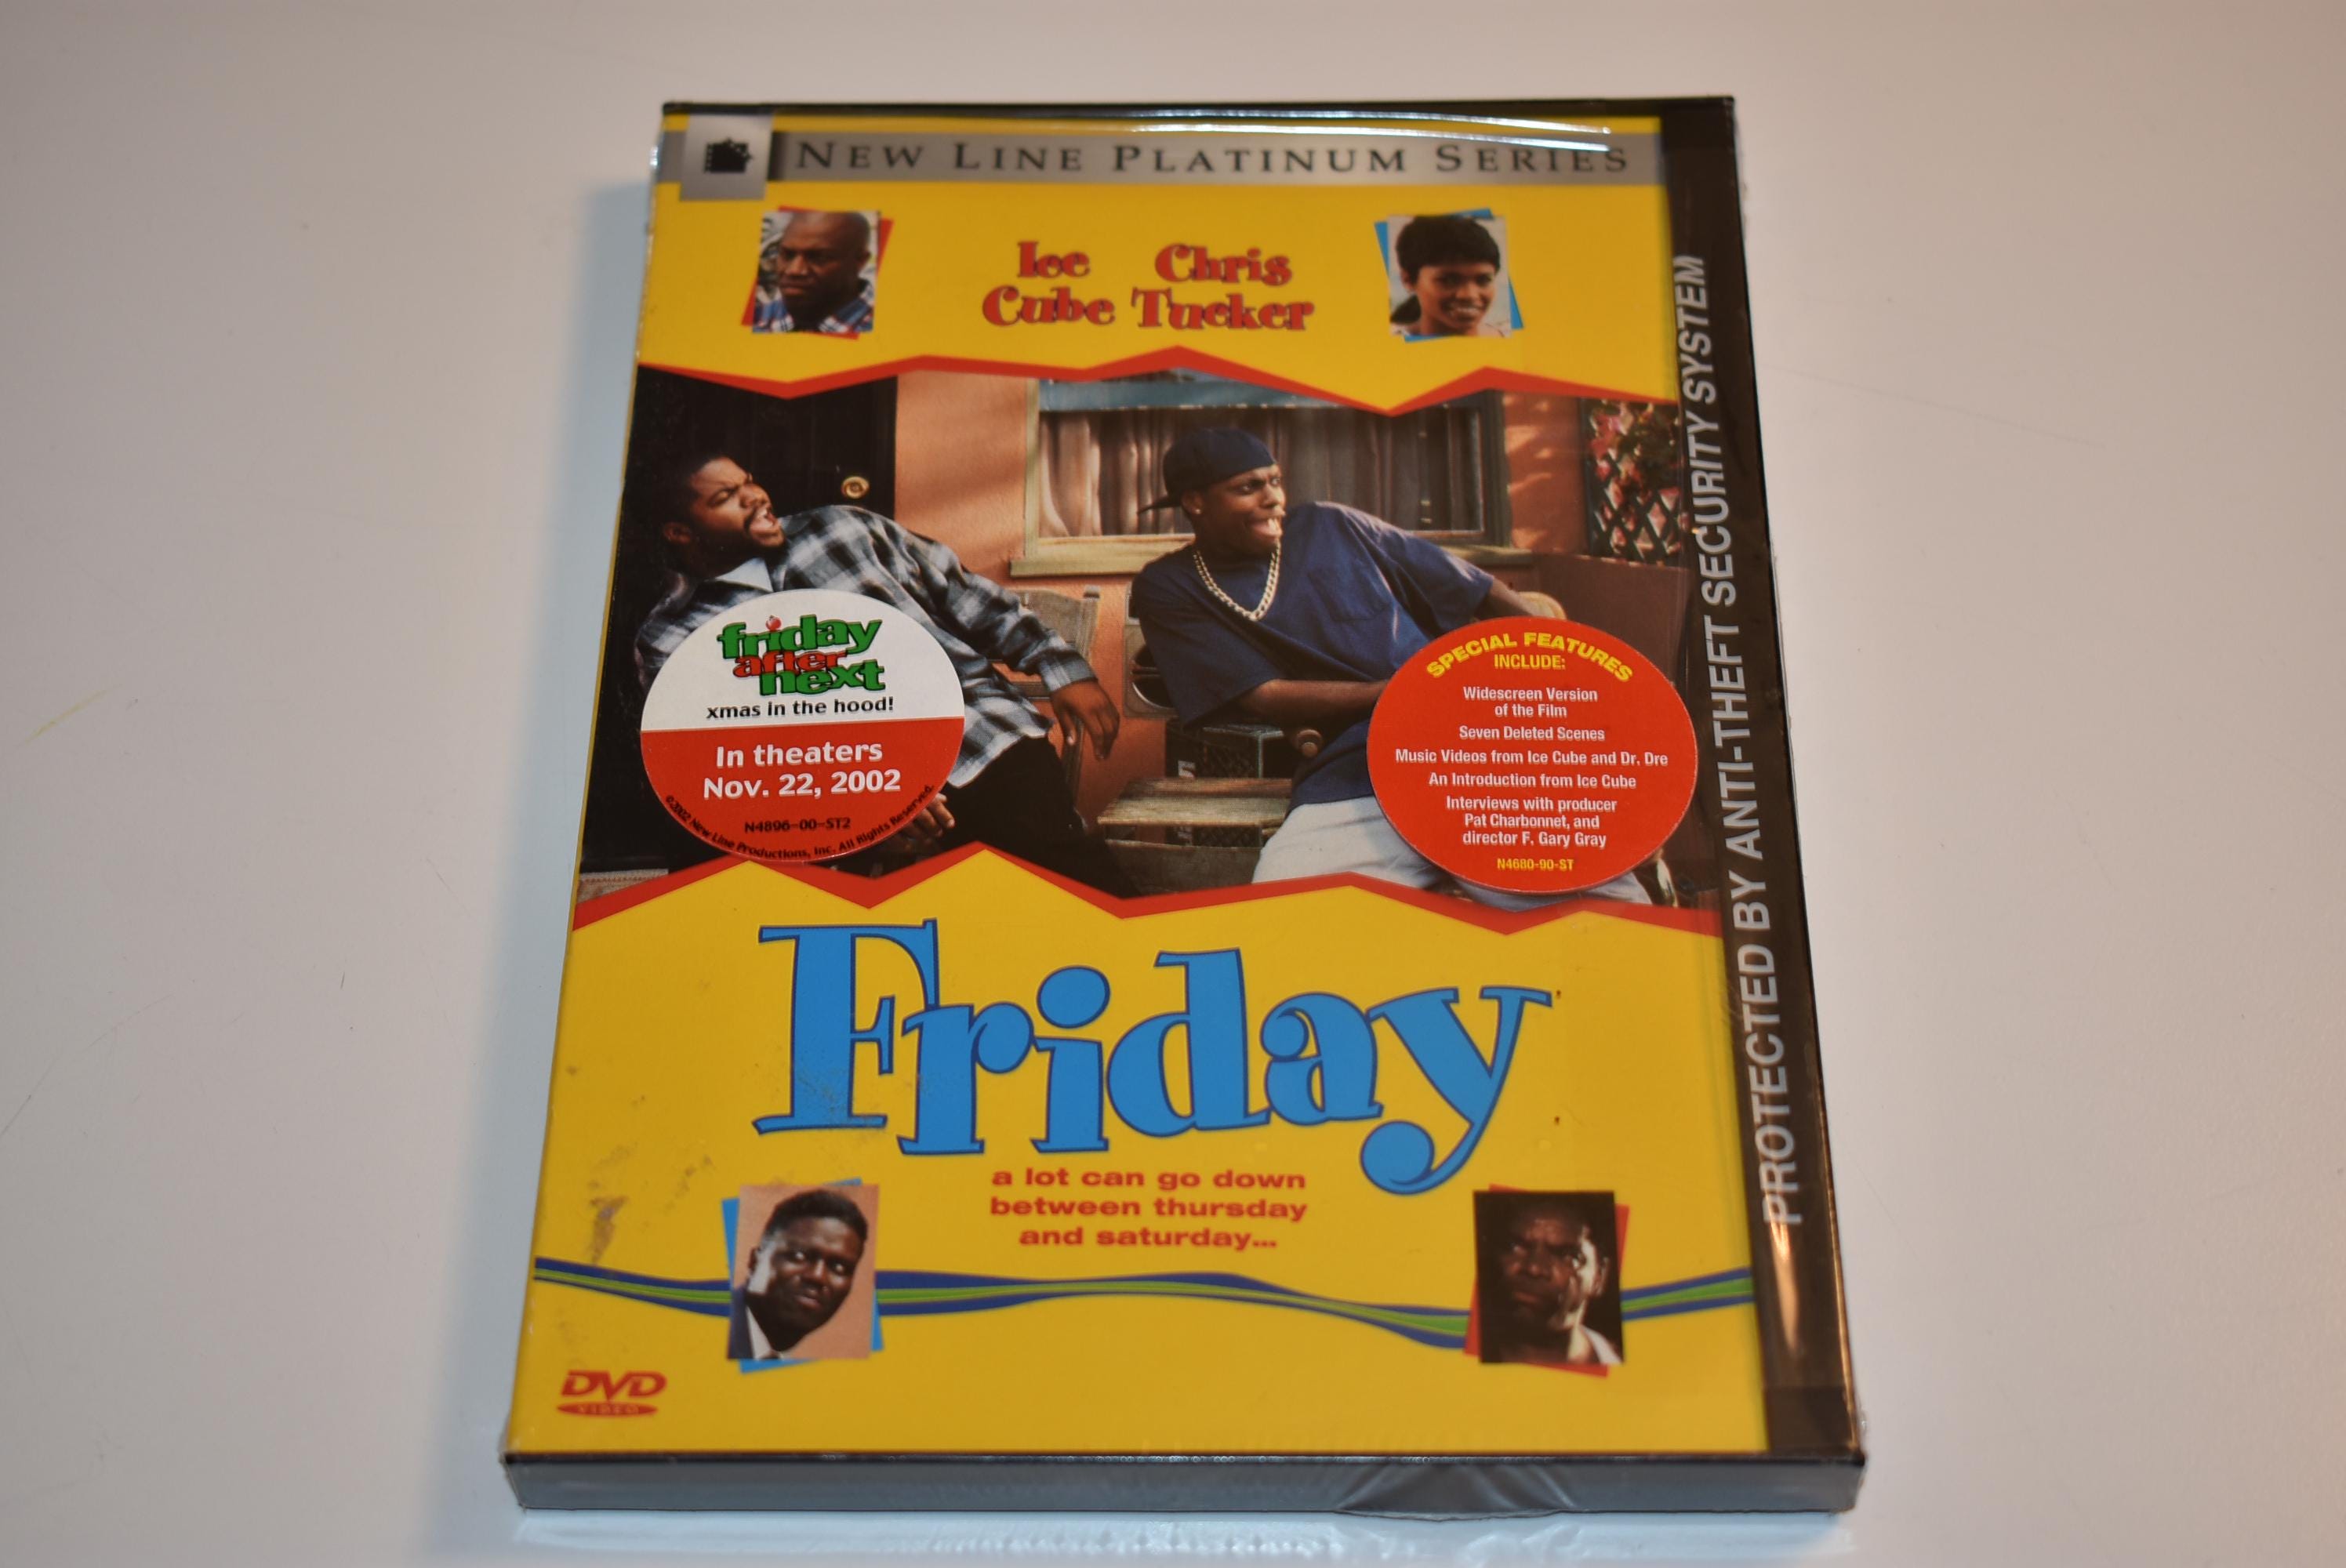 NEW LINE PLATINUM SERIES
Ice Chris
Cube Tucker
friday
after
next
xmas in the hood!
In theaters
Nov. 22, 2002
N4896-00-ST2
©2002 New Line Productions, Inc. All Rights Reserved.
SPECIAL FEATURES
INCLUDE:
Widescreen Version
of the Film
Seven Deleted Scenes
Music Videos from Ice Cube and Dr. Dre
An Introduction from Ice Cube
Interviews with producer
Pat Charbonnet, and
director F. Gary Gray
N4680-90-ST
PROTECTED BY ANTI-THEFT SECURITY SYSTEM
Friday
a lot can go down
between thursday
and saturday...
DVD
VIDEO